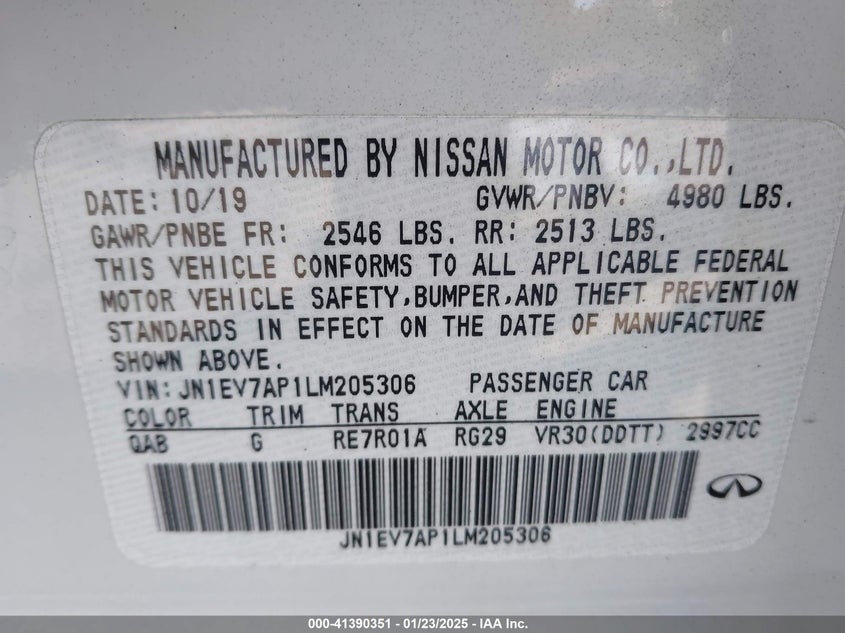 MANUFACTURED BY NISSAN MOTOR CO.,LTD.
DATE: 10/19 GVWR/PNBV: 4980 LBS.
GAWR/PNBE FR: 2546 LBS. RR: 2513 LBS.
THIS VEHICLE CONFORMS TO ALL APPLICABLE FEDERAL
MOTOR VEHICLE SAFETY,BUMPER,AND THEFT PREVENTION
STANDARDS IN EFFECT ON THE DATE OF MANUFACTURE
SHOWN ABOVE.
VIN:JN1EV7AP1LM205306 PASSENGER CAR
COLOR TRIM TRANS AXLE ENGINE
QAB G RE7R01A RG29 VR30(DDTT) 2997CC
JN1EV7AP1LM205306
000-41390351 | 01/23/2025 | IAA Inc.